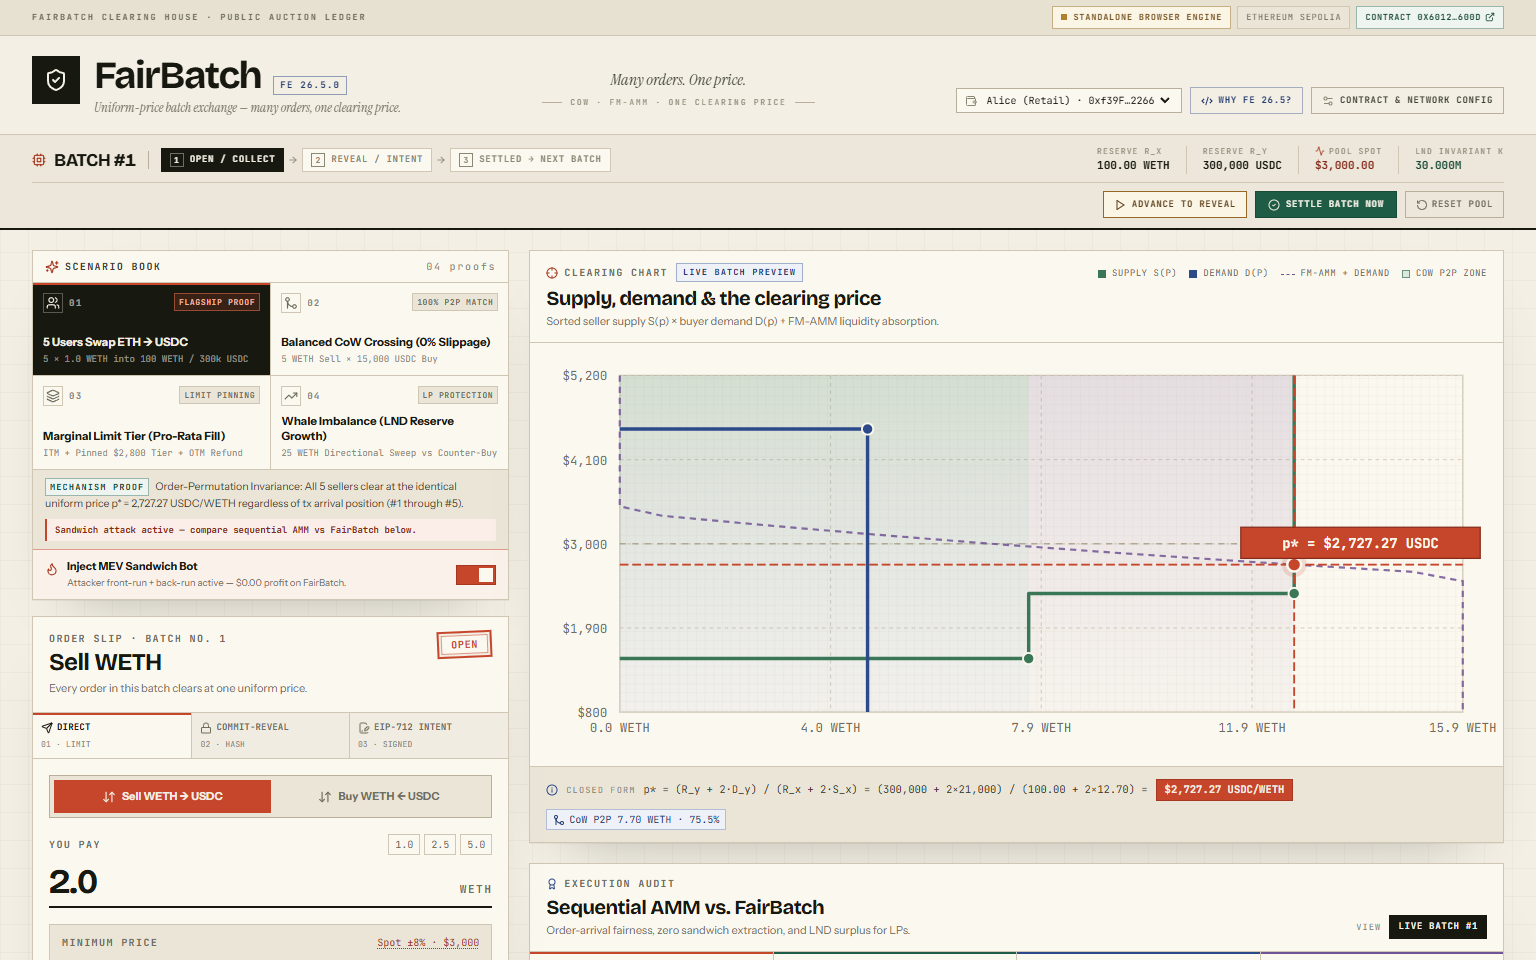 FAIRBATCH CLEARING HOUSE · PUBLIC AUCTION LEDGER
STANDALONE BROWSER ENGINE
ETHEREUM SEPOLIA
CONTRACT 0X6012…600D
FairBatch
FE 26.5.0
Uniform-price batch exchange — many orders, one clearing price.
Many orders. One price.
COW · FM-AMM · ONE CLEARING PRICE
Alice (Retail) · 0xf39F…2266
WHY FE 26.5?
CONTRACT & NETWORK CONFIG
BATCH #1
1 OPEN / COLLECT → 2 REVEAL / INTENT → 3 SETTLED → NEXT BATCH
RESERVE R_X
100.00 WETH
RESERVE R_Y
300,000 USDC
POOL SPOT
$3,000.00
LND INVARIANT K
30.000M
ADVANCE TO REVEAL
SETTLE BATCH NOW
RESET POOL
SCENARIO BOOK
04 proofs
01
FLAGSHIP PROOF
5 Users Swap ETH → USDC
5 × 1.0 WETH into 100 WETH / 300k USDC
02
100% P2P MATCH
Balanced CoW Crossing (0% Slippage)
5 WETH Sell × 15,000 USDC Buy
03
LIMIT PINNING
Marginal Limit Tier (Pro-Rata Fill)
ITM + Pinned $2,800 Tier + OTM Refund
04
LP PROTECTION
Whale Imbalance (LND Reserve
Growth)
25 WETH Directional Sweep vs Counter-Buy
MECHANISM PROOF Order-Permutation Invariance: All 5 sellers clear at the identical
uniform price p* = 2,727.27 USDC/WETH regardless of tx arrival position (#1 through #5).
Sandwich attack active — compare sequential AMM vs FairBatch below.
Inject MEV Sandwich Bot
Attacker front-run + back-run active — $0.00 profit on FairBatch.
ORDER SLIP · BATCH NO. 1
Sell WETH
Every order in this batch clears at one uniform price.
OPEN
DIRECT
01 · LIMIT
COMMIT-REVEAL
02 · HASH
EIP-712 INTENT
03 · SIGNED
Sell WETH → USDC
Buy WETH ← USDC
YOU PAY
1.0
2.5
5.0
2.0
WETH
MINIMUM PRICE
Spot ±8% · $3,000
CLEARING CHART
LIVE BATCH PREVIEW
Supply, demand & the clearing price
Sorted seller supply S(p) × buyer demand D(p) + FM-AMM liquidity absorption.
SUPPLY S(P)
DEMAND D(P)
FM-AMM + DEMAND
COW P2P ZONE
$5,200
$4,100
$3,000
$1,900
$800
p* = $2,727.27 USDC
0.0 WETH
4.0 WETH
7.9 WETH
11.9 WETH
15.9 WETH
CLOSED FORM p* = (R_y + 2·D_y) / (R_x + 2·S_x) = (300,000 + 2×21,000) / (100.00 + 2×12.70) = $2,727.27 USDC/WETH
CoW P2P 7.70 WETH · 75.5%
EXECUTION AUDIT
Sequential AMM vs. FairBatch
Order-arrival fairness, zero sandwich extraction, and LND surplus for LPs.
VIEW
LIVE BATCH #1